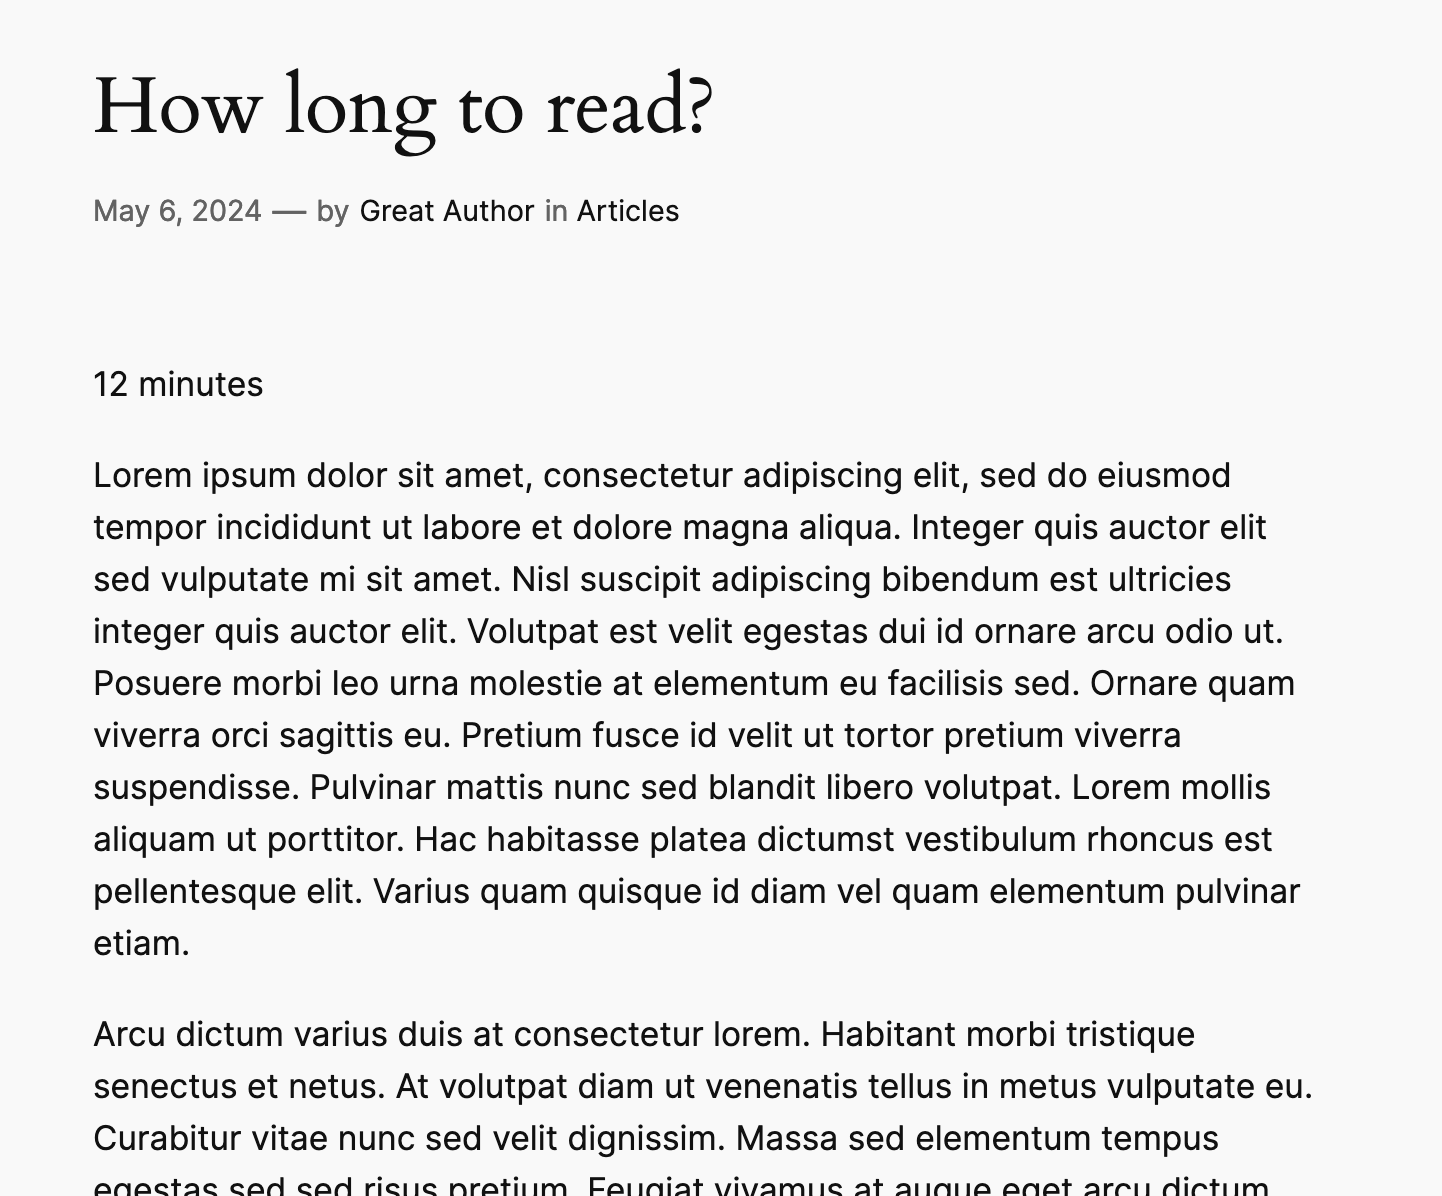 How long to read?
May 6, 2024 — by Great Author in Articles
12 minutes
Lorem ipsum dolor sit amet, consectetur adipiscing elit, sed do eiusmod
tempor incididunt ut labore et dolore magna aliqua. Integer quis auctor elit
sed vulputate mi sit amet. Nisl suscipit adipiscing bibendum est ultricies
integer quis auctor elit. Volutpat est velit egestas dui id ornare arcu odio ut.
Posuere morbi leo urna molestie at elementum eu facilisis sed. Ornare quam
viverra orci sagittis eu. Pretium fusce id velit ut tortor pretium viverra
suspendisse. Pulvinar mattis nunc sed blandit libero volutpat. Lorem mollis
aliquam ut porttitor. Hac habitasse platea dictumst vestibulum rhoncus est
pellentesque elit. Varius quam quisque id diam vel quam elementum pulvinar
etiam.
Arcu dictum varius duis at consectetur lorem. Habitant morbi tristique
senectus et netus. At volutpat diam ut venenatis tellus in metus vulputate eu.
Curabitur vitae nunc sed velit dignissim. Massa sed elementum tempus
egestas sed sed risus pretium. Feugiat vivamus at augue eget arcu dictum